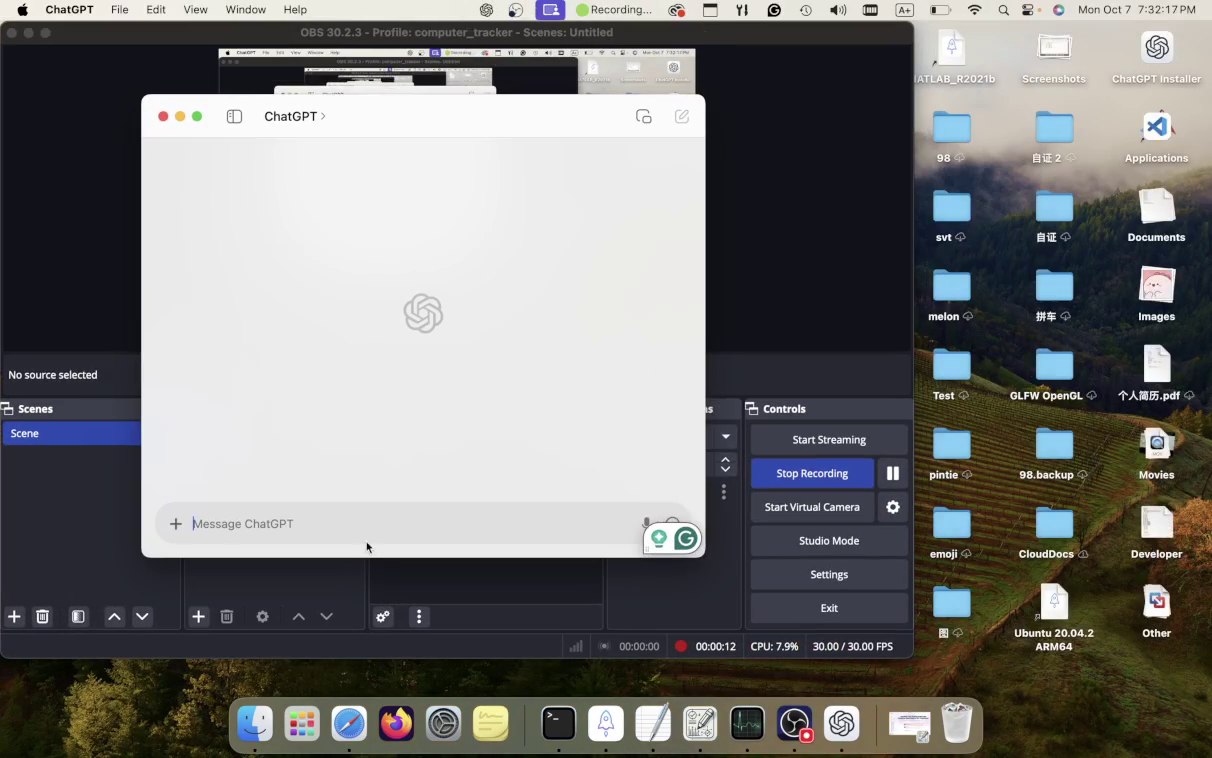 ChatGPT File Edit View Window Help Recording... Mon Oct 7 7:32:17 PM
OBS 30.2.3 - Profile: computer_tracker - Scenes: Untitled
ChatGPT
No source selected
Scenes
Scene
Message ChatGPT
Controls
Start Streaming
Stop Recording
Start Virtual Camera
Studio Mode
Settings
Exit
00:00:00 00:00:12 CPU: 7.9% 30.00 / 30.00 FPS
ATLAB_R2021b Screenshots ChatGPT Installer
98 自证 2 Applications
svt 自证 Documents
melon 拼车 Images
Test GLFW OpenGL 个人简历.pdf
pintie 98.backup Movies
emoji CloudDocs Developer
Ubuntu 20.04.2 Other
ARM64